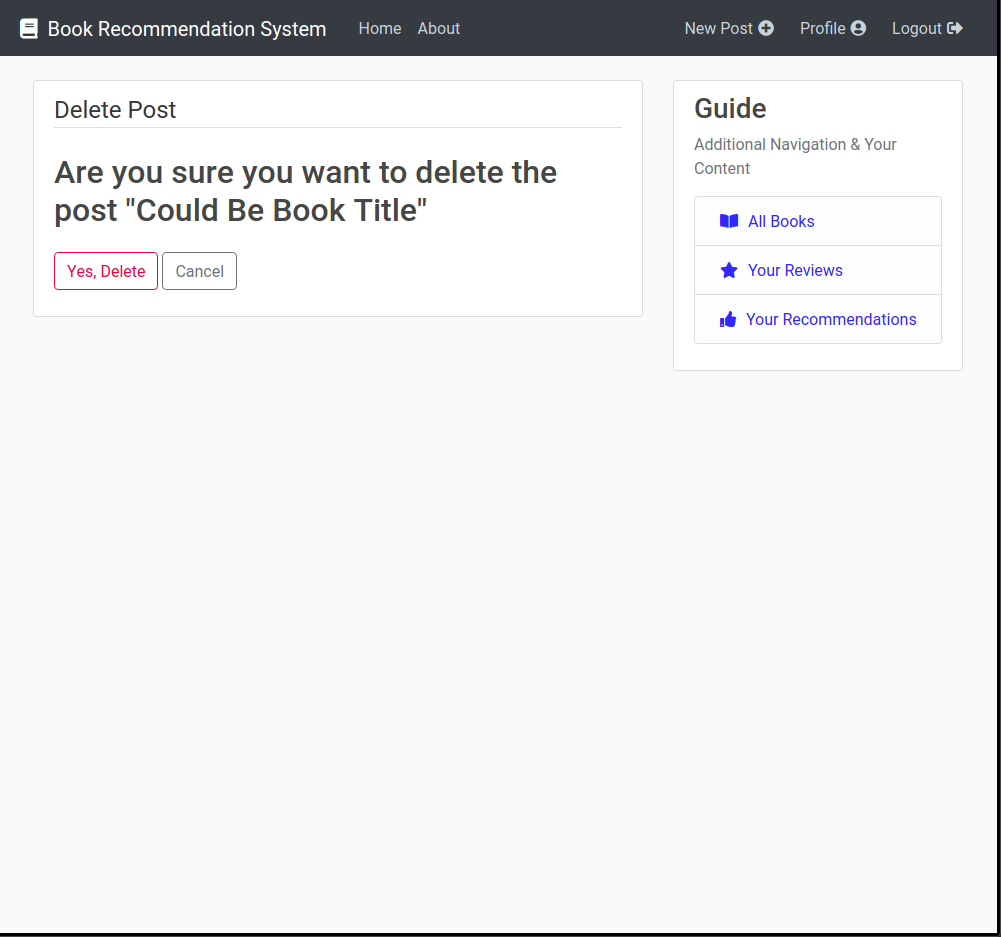 Book Recommendation System Home About New Post Profile Logout
Delete Post
Are you sure you want to delete the
post "Could Be Book Title"
Yes, Delete Cancel
Guide
Additional Navigation & Your
Content
All Books
Your Reviews
Your Recommendations